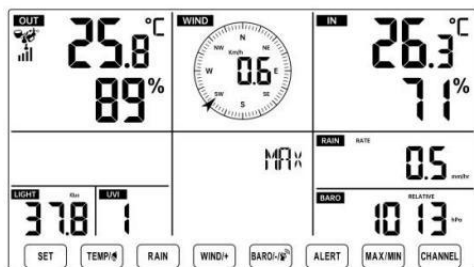 OUT
25.8 °C
89%
WIND
N
NW NE
Km/h
W 0.6 E
SW SE
S
IN
26.3 °C
71%
MAX
RAIN RATE
0.5 mm/hr
LIGHT Klux
37.8
UVI
1
BARO RELATIVE
1013 hPa
SET TEMP/ RAIN WIND/+ BARO/-/ ALERT MAX/MIN CHANNEL